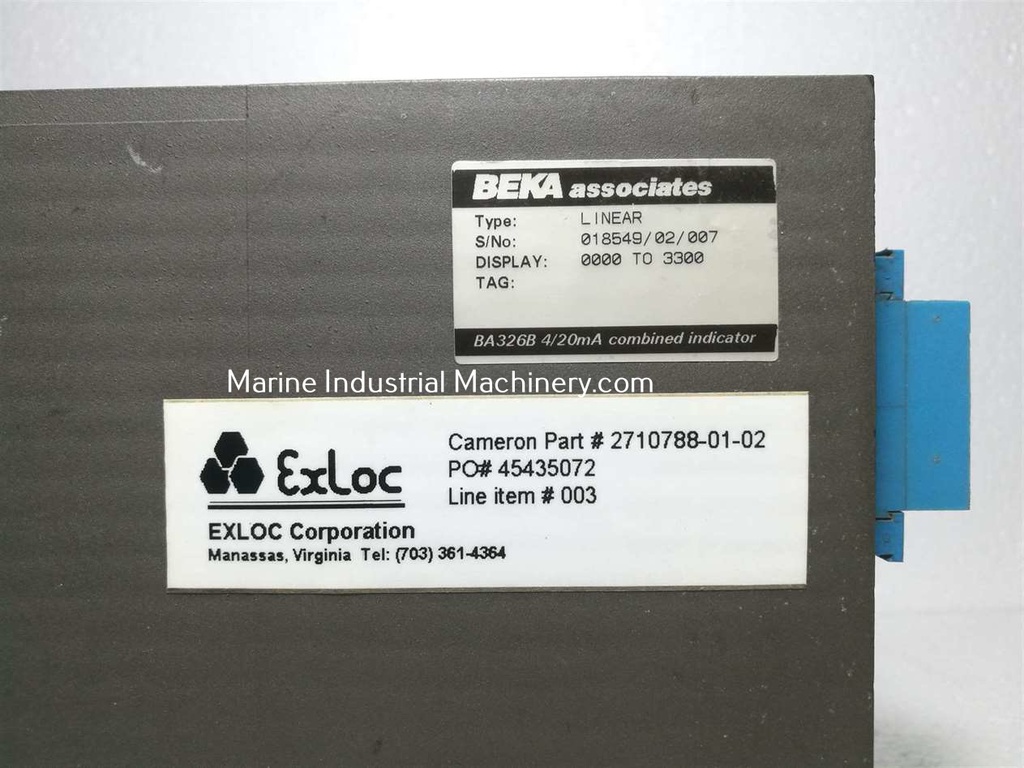 BEKA associates
Type: LINEAR
S/No: 018549/02/007
DISPLAY: 0000 TO 3300
TAG:
BA326B 4/20mA combined indicator
Marine Industrial Machinery.com
ExLoc
EXLOC Corporation
Manassas, Virginia Tel: (703) 361-4364
Cameron Part # 2710788-01-02
PO# 45435072
Line item # 003